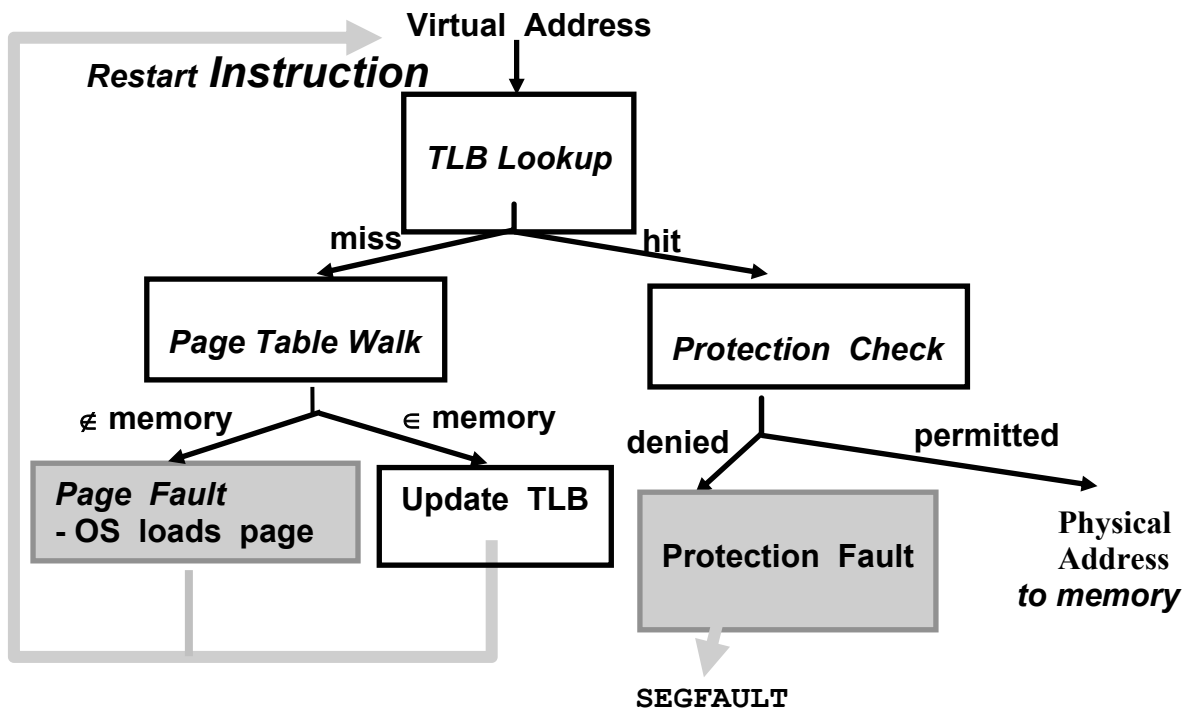 Virtual Address
Restart Instruction
TLB Lookup
miss
hit
Page Table Walk
Protection Check
∉ memory
∈ memory
denied
permitted
Page Fault
- OS loads page
Update TLB
Protection Fault
Physical
Address
to memory
SEGFAULT